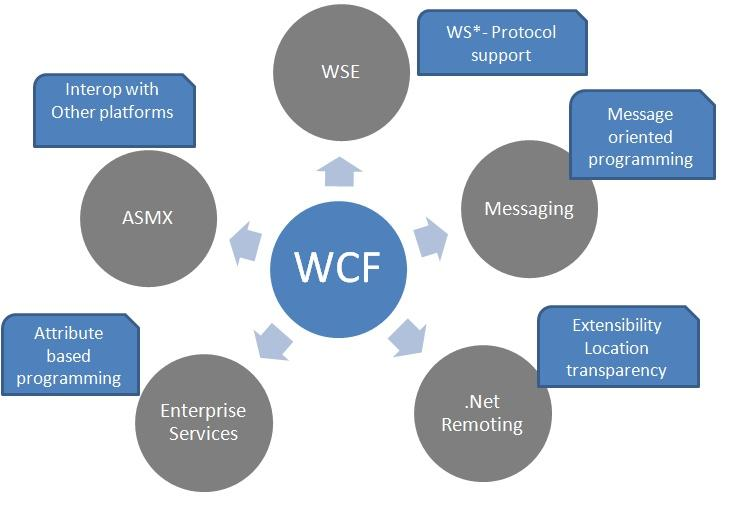 WSE
WS*- Protocol
support
Interop with
Other platforms
Message
oriented
programming
ASMX
Messaging
WCF
Attribute
based
programming
Extensibility
Location
transparency
Enterprise
Services
.Net
Remoting